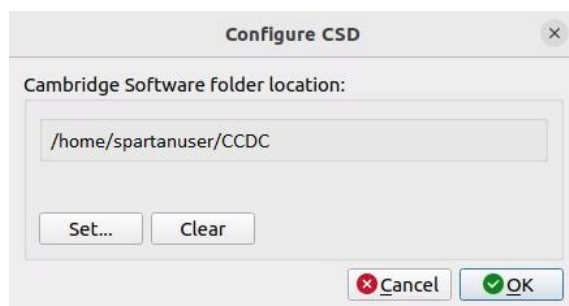 Configure CSD
Cambridge Software folder location:
/home/spartanuser/CCDC
Set... Clear
Cancel OK